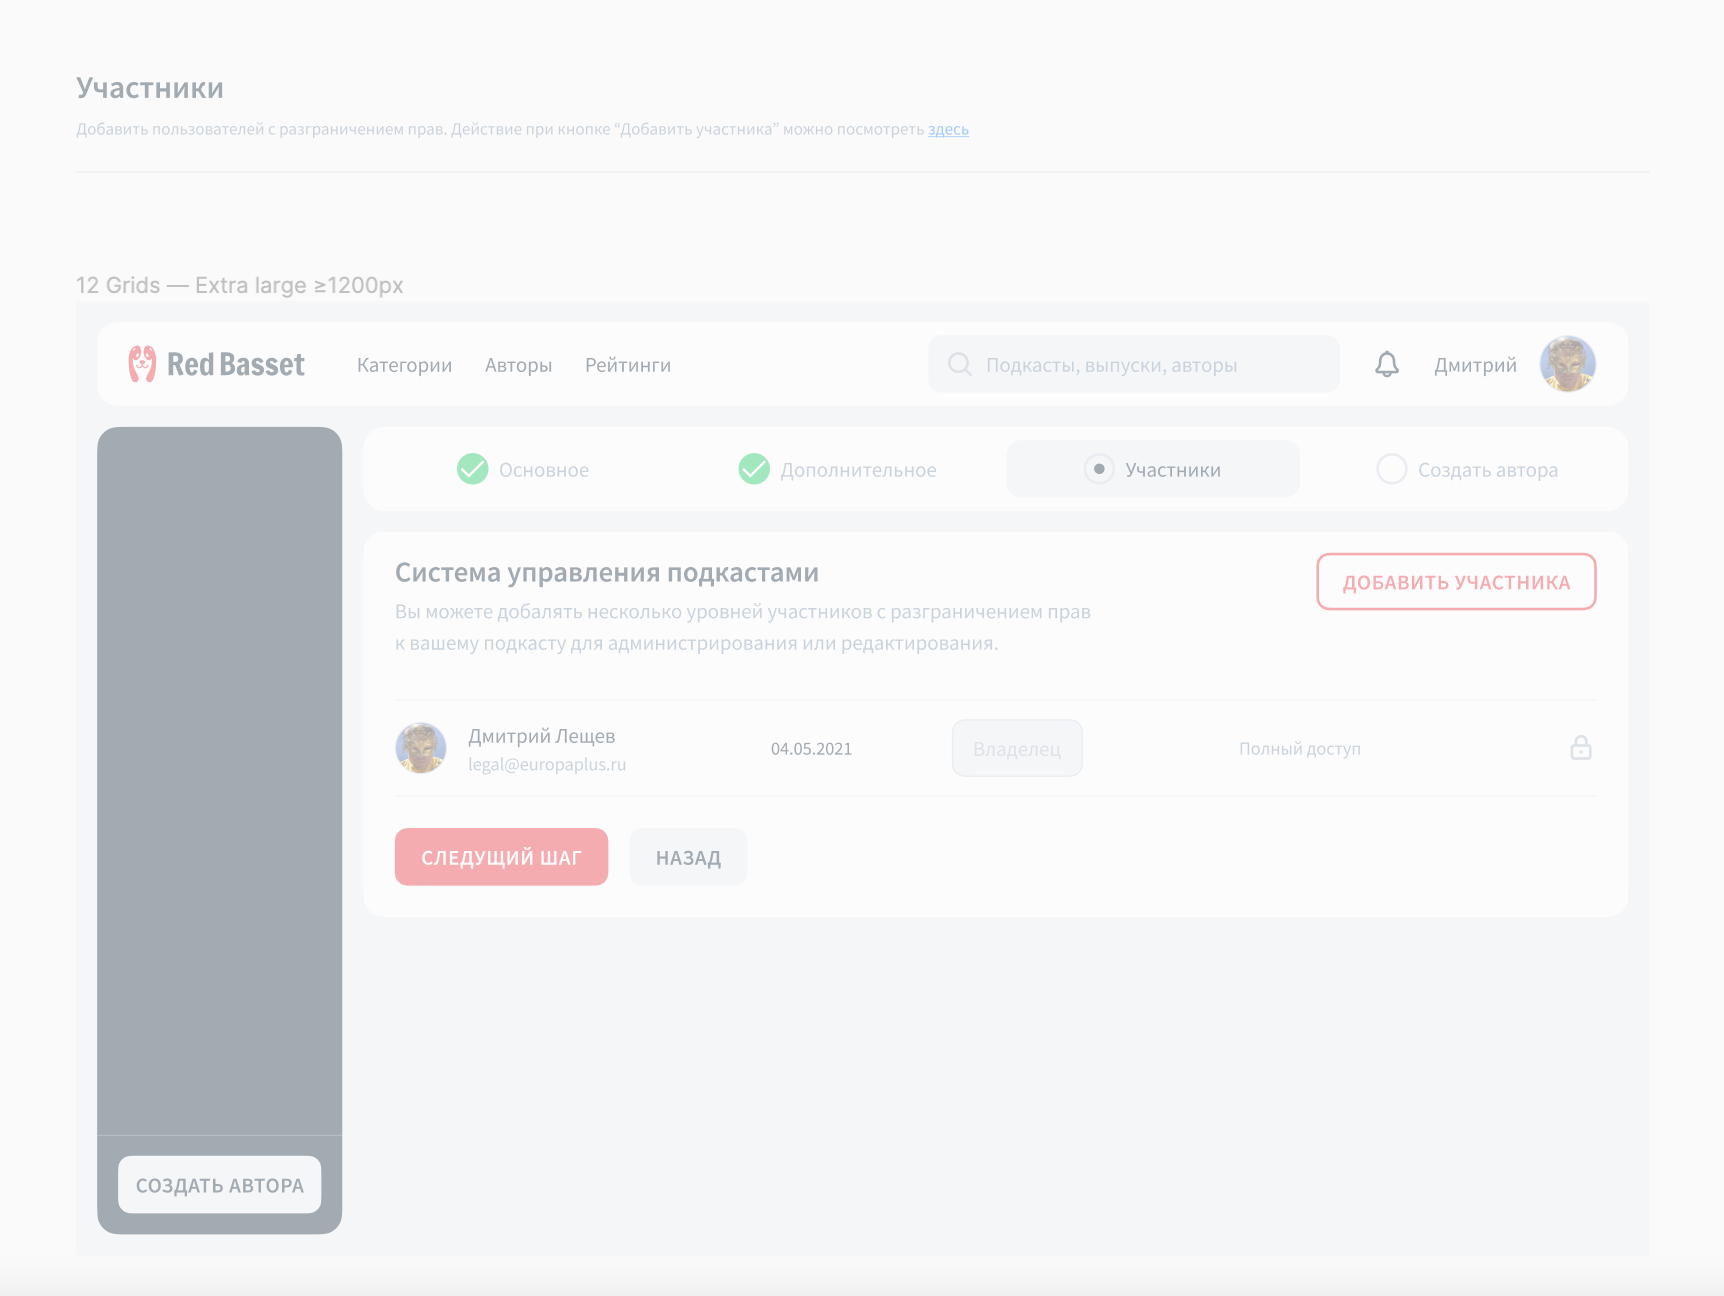 Участники
Добавить пользователей с разграничением прав. Действие при кнопке “Добавить участника” можно посмотреть здесь
12 Grids — Extra large ≥1200px
Red Basset
Категории
Авторы
Рейтинги
Подкасты, выпуски, авторы
Дмитрий
Основное
Дополнительное
Участники
Создать автора
Система управления подкастами
ДОБАВИТЬ УЧАСТНИКА
Вы можете добалять несколько уровней участников с разграничением прав
к вашему подкасту для администрирования или редактирования.
Дмитрий Лещев
legal@europaplus.ru
04.05.2021
Владелец
Полный доступ
СЛЕДУЩИЙ ШАГ
НАЗАД
СОЗДАТЬ АВТОРА